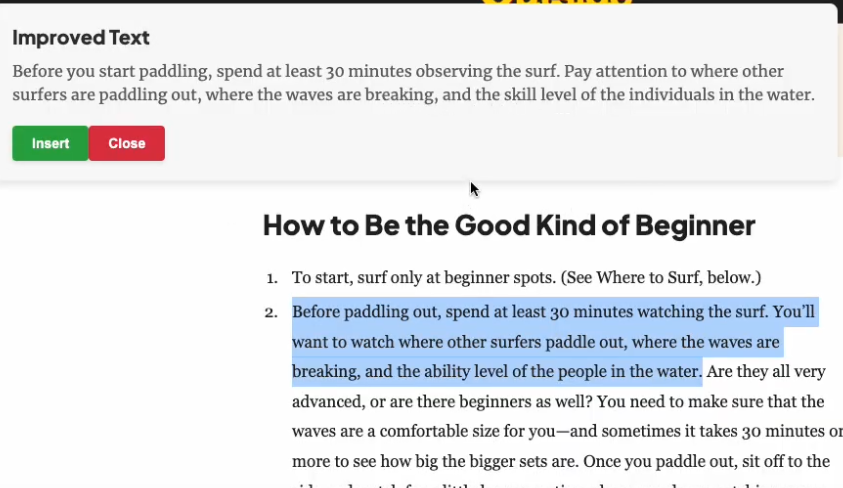 Improved Text
Before you start paddling, spend at least 30 minutes observing the surf. Pay attention to where other
surfers are paddling out, where the waves are breaking, and the skill level of the individuals in the water.
Insert Close
How to Be the Good Kind of Beginner
1. To start, surf only at beginner spots. (See Where to Surf, below.)
2. Before paddling out, spend at least 30 minutes watching the surf. You’ll
want to watch where other surfers paddle out, where the waves are
breaking, and the ability level of the people in the water. Are they all very
advanced, or are there beginners as well? You need to make sure that the
waves are a comfortable size for you—and sometimes it takes 30 minutes or
more to see how big the bigger sets are. Once you paddle out, sit off to the